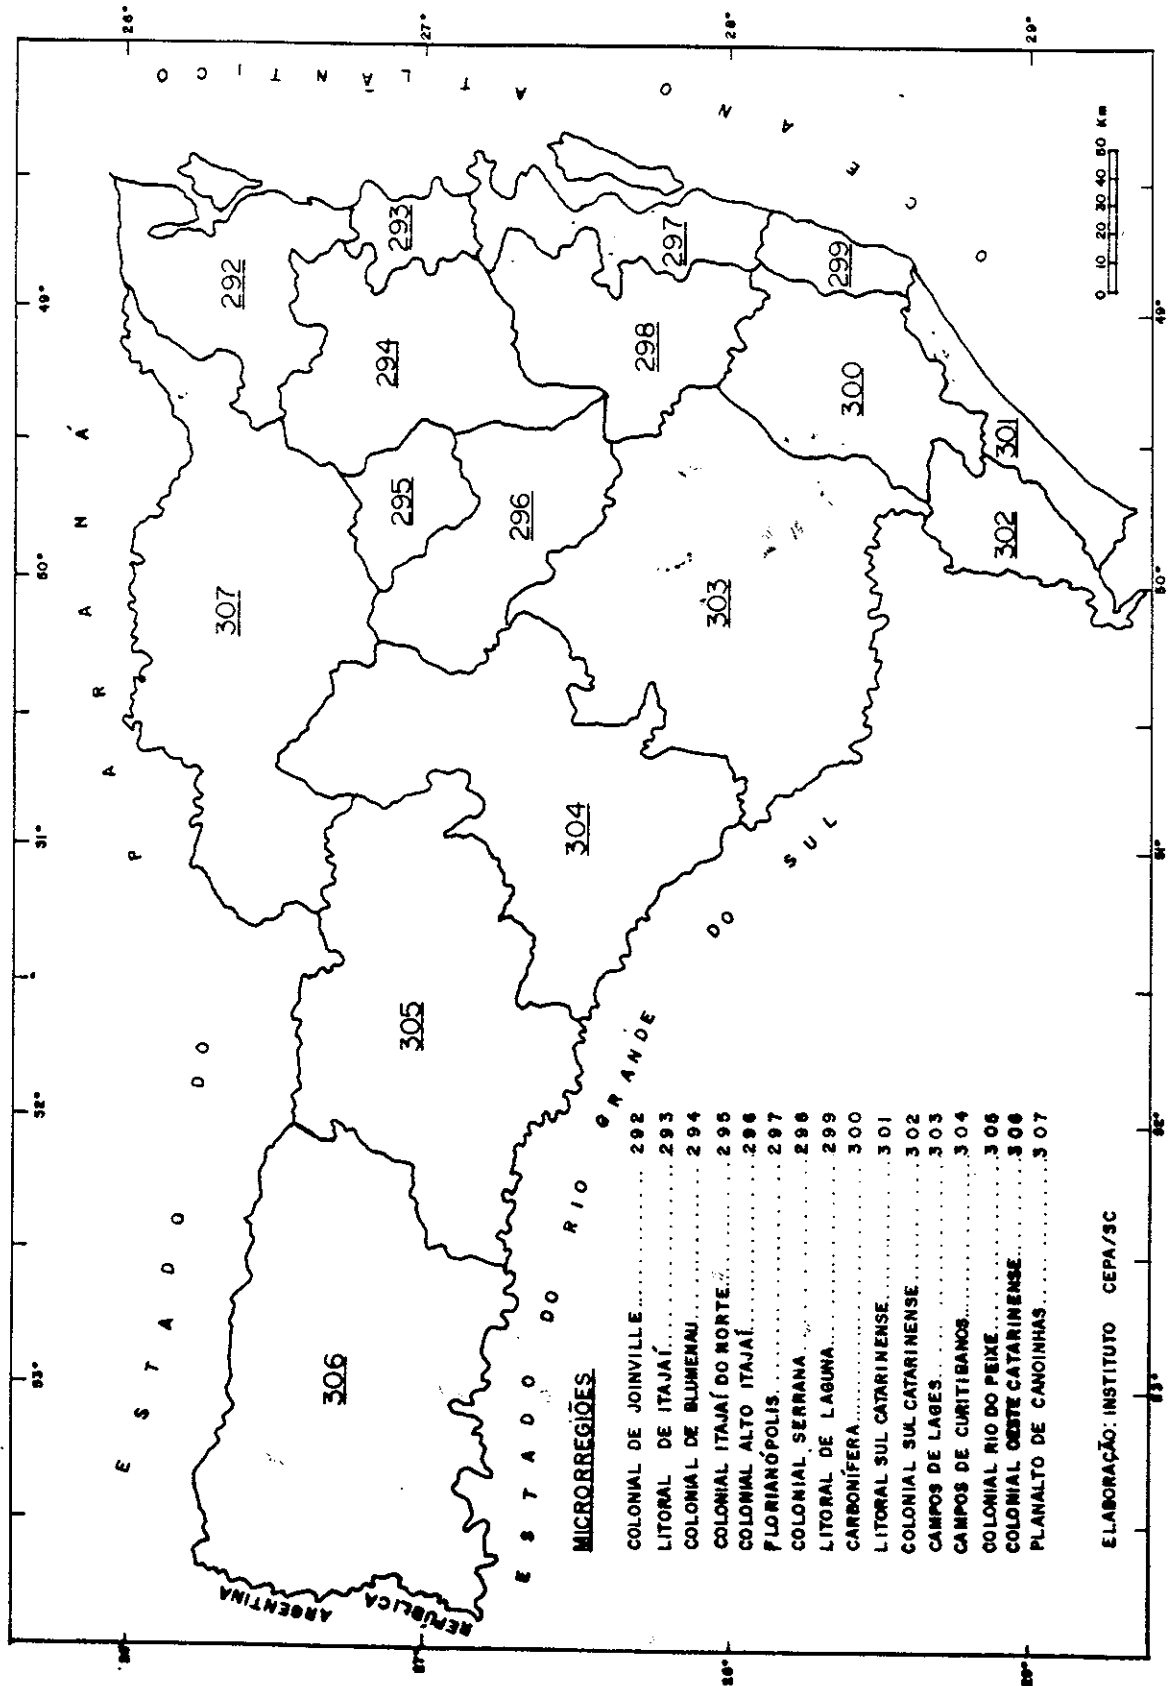 ESTADO DO PARANÁ
OCEANO ATLÂNTICO
REPÚBLICA ARGENTINA
ESTADO DO RIO GRANDE DO SUL
53°
52°
51°
50°
49°
26°
27°
28°
29°
292
293
294
295
296
297
298
299
300
301
302
303
304
305
306
307
0 10 20 30 40 50 Km
MICRORREGIÕES
COLONIAL DE JOINVILLE 292
LITORAL DE ITAJAÍ 293
COLONIAL DE BLUMENAU 294
COLONIAL ITAJAÍ DO NORTE 295
COLONIAL ALTO ITAJAÍ 296
FLORIANÓPOLIS 297
COLONIAL SERRANA 298
LITORAL DE LAGUNA 299
CARBONÍFERA 300
LITORAL SUL CATARINENSE 301
COLONIAL SUL CATARINENSE 302
CAMPOS DE LAGES 303
CAMPOS DE CURITIBANOS 304
COLONIAL RIO DO PEIXE 305
COLONIAL OESTE CATARINENSE 306
PLANALTO DE CANOINHAS 307
ELABORAÇÃO: INSTITUTO CEPA/SC